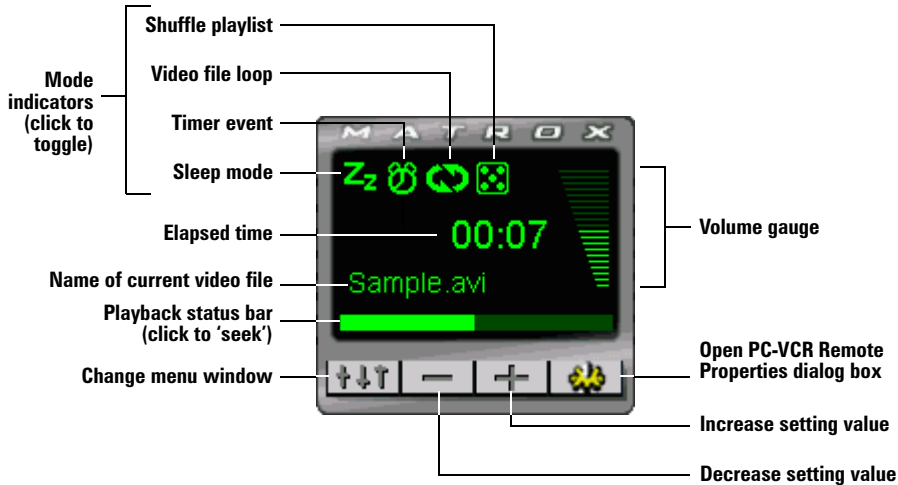 Shuffle playlist
Video file loop
Mode
indicators
(click to
toggle)
Timer event
Sleep mode
Elapsed time
Name of current video file
Playback status bar
(click to ‘seek’)
Change menu window
MATROX
Zz
00:07
Sample.avi
Volume gauge
Open PC-VCR Remote
Properties dialog box
Increase setting value
Decrease setting value